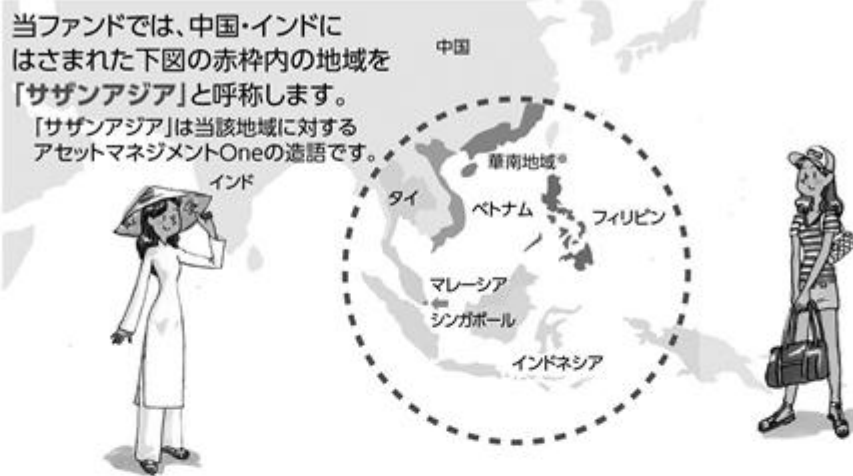 当ファンドでは、中国・インドに
はさまれた下図の赤枠内の地域を
「サザンアジア」と呼称します。
「サザンアジア」は当該地域に対する
アセットマネジメントOneの造語です。
中国
インド
華南地域
タイ
ベトナム
フィリピン
マレーシア
シンガポール
インドネシア